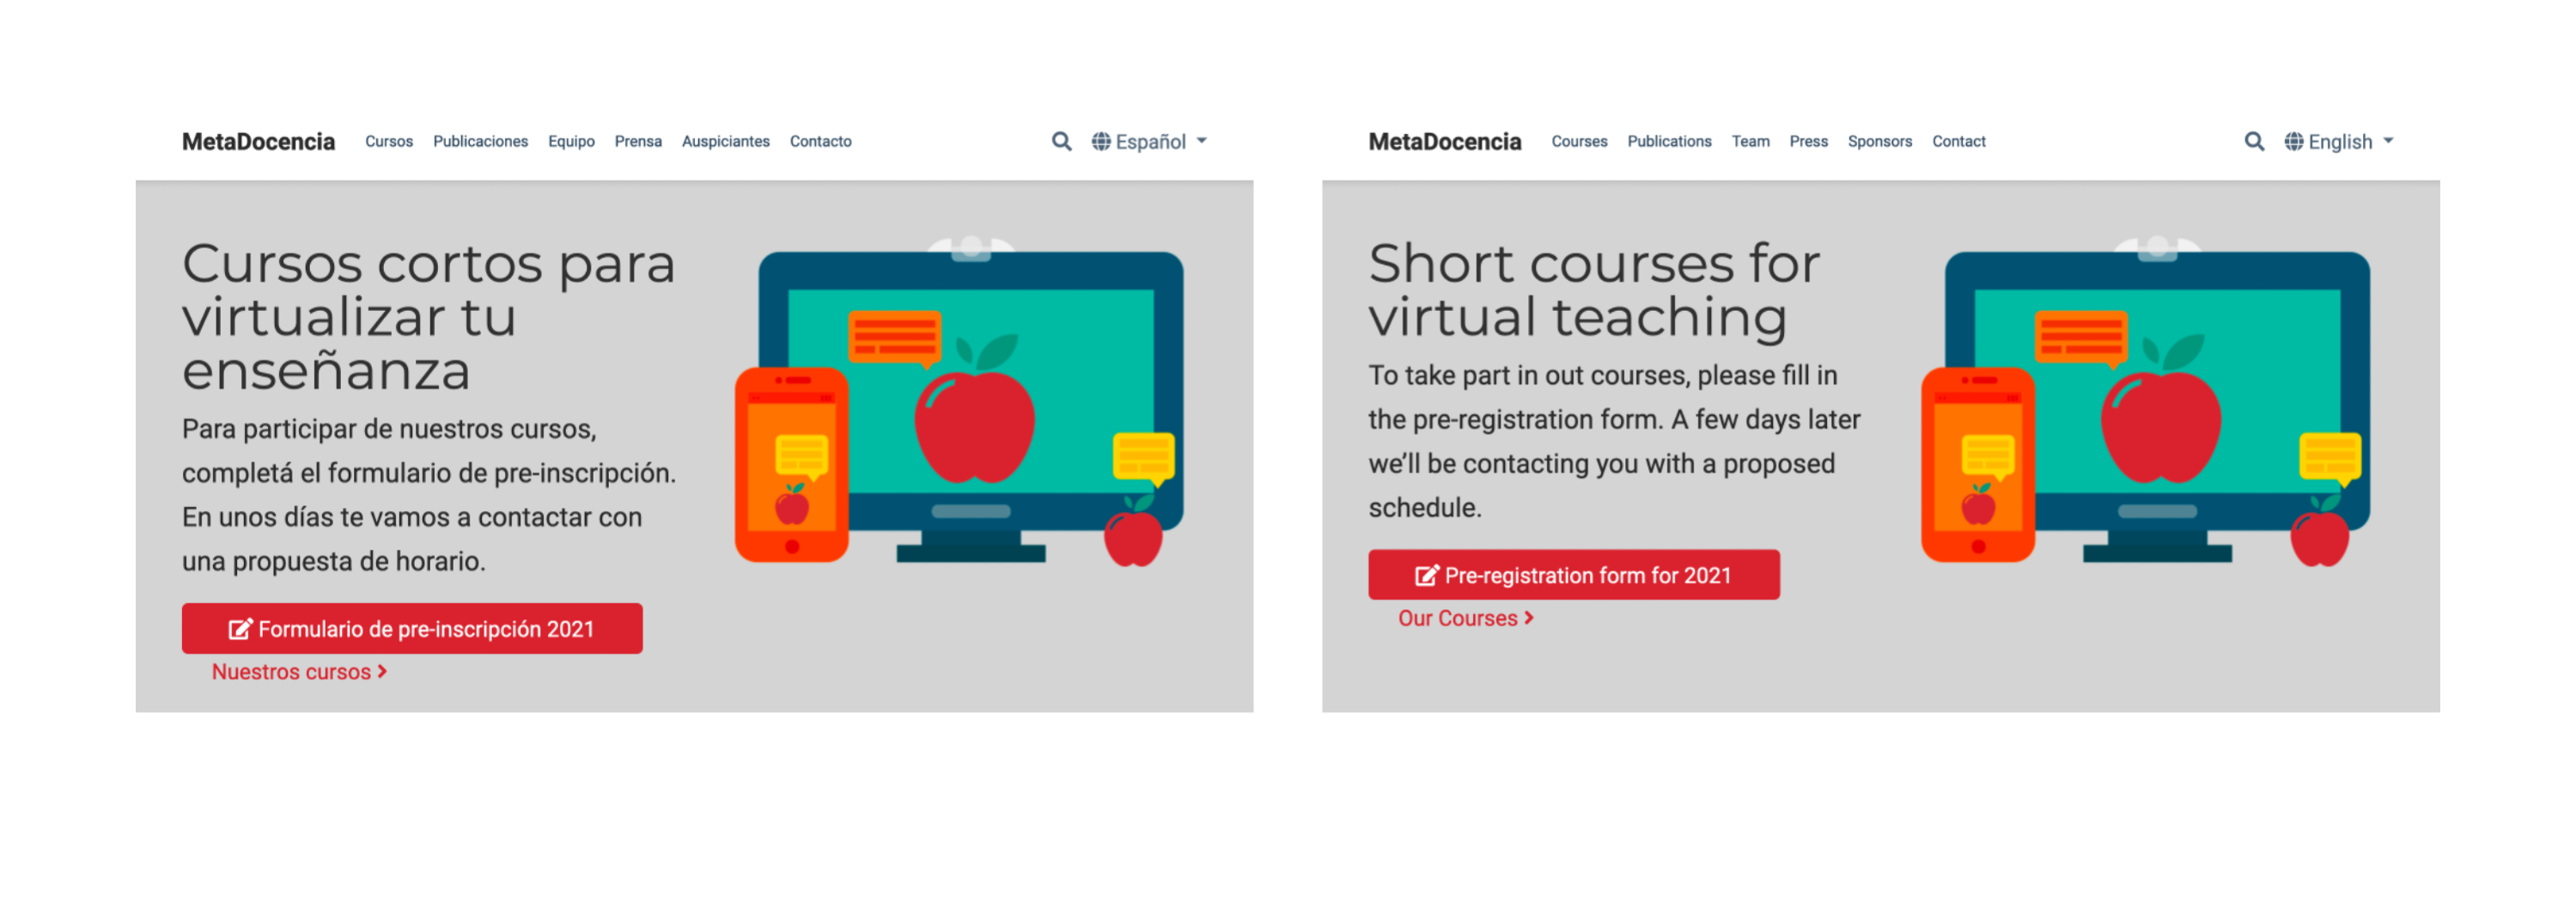 MetaDocencia Cursos Publicaciones Equipo Prensa Auspiciantes Contacto Español
Cursos cortos para
virtualizar tu
enseñanza
Para participar de nuestros cursos,
completá el formulario de pre-inscripción.
En unos días te vamos a contactar con
una propuesta de horario.
Formulario de pre-inscripción 2021
Nuestros cursos
MetaDocencia Courses Publications Team Press Sponsors Contact English
Short courses for
virtual teaching
To take part in out courses, please fill in
the pre-registration form. A few days later
we'll be contacting you with a proposed
schedule.
Pre-registration form for 2021
Our Courses